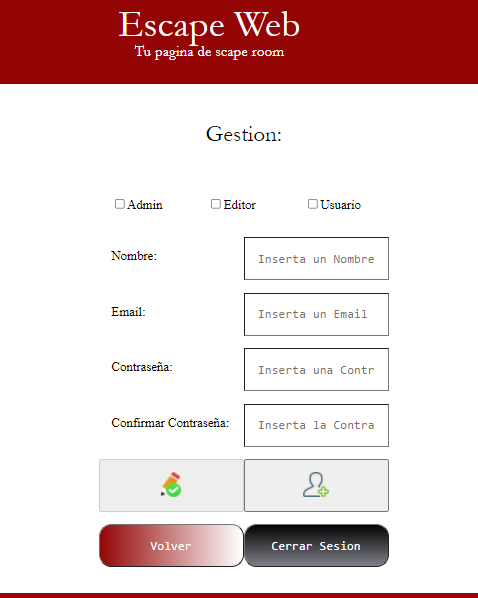 Escape Web
Tu pagina de scape room
Gestion:
Admin Editor Usuario
Nombre: Inserta un Nombre
Email: Inserta un Email
Contraseña: Inserta una Contr
Confirmar Contraseña: Inserta la Contra
Volver Cerrar Sesion